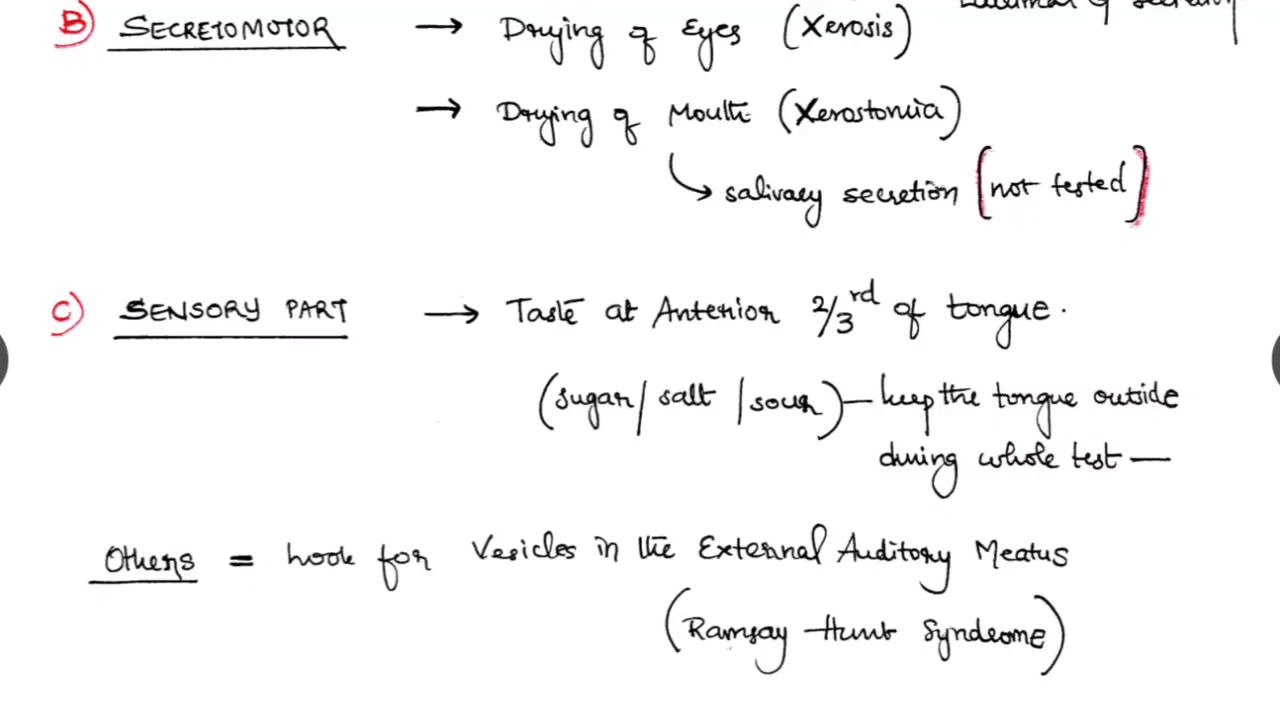 B) SECRETOMOTOR → Drying of Eyes (Xerosis)
→ Drying of Mouth (Xerostomia)
↳ salivary secretion [not tested]
C) SENSORY PART → Taste at Anterior 2/3rd of tongue.
(sugar/ salt /sour) — keep the tongue outside
during whole test —
Others = Look for Vesicles in the External Auditory Meatus
(Ramsay Hunt Syndrome)